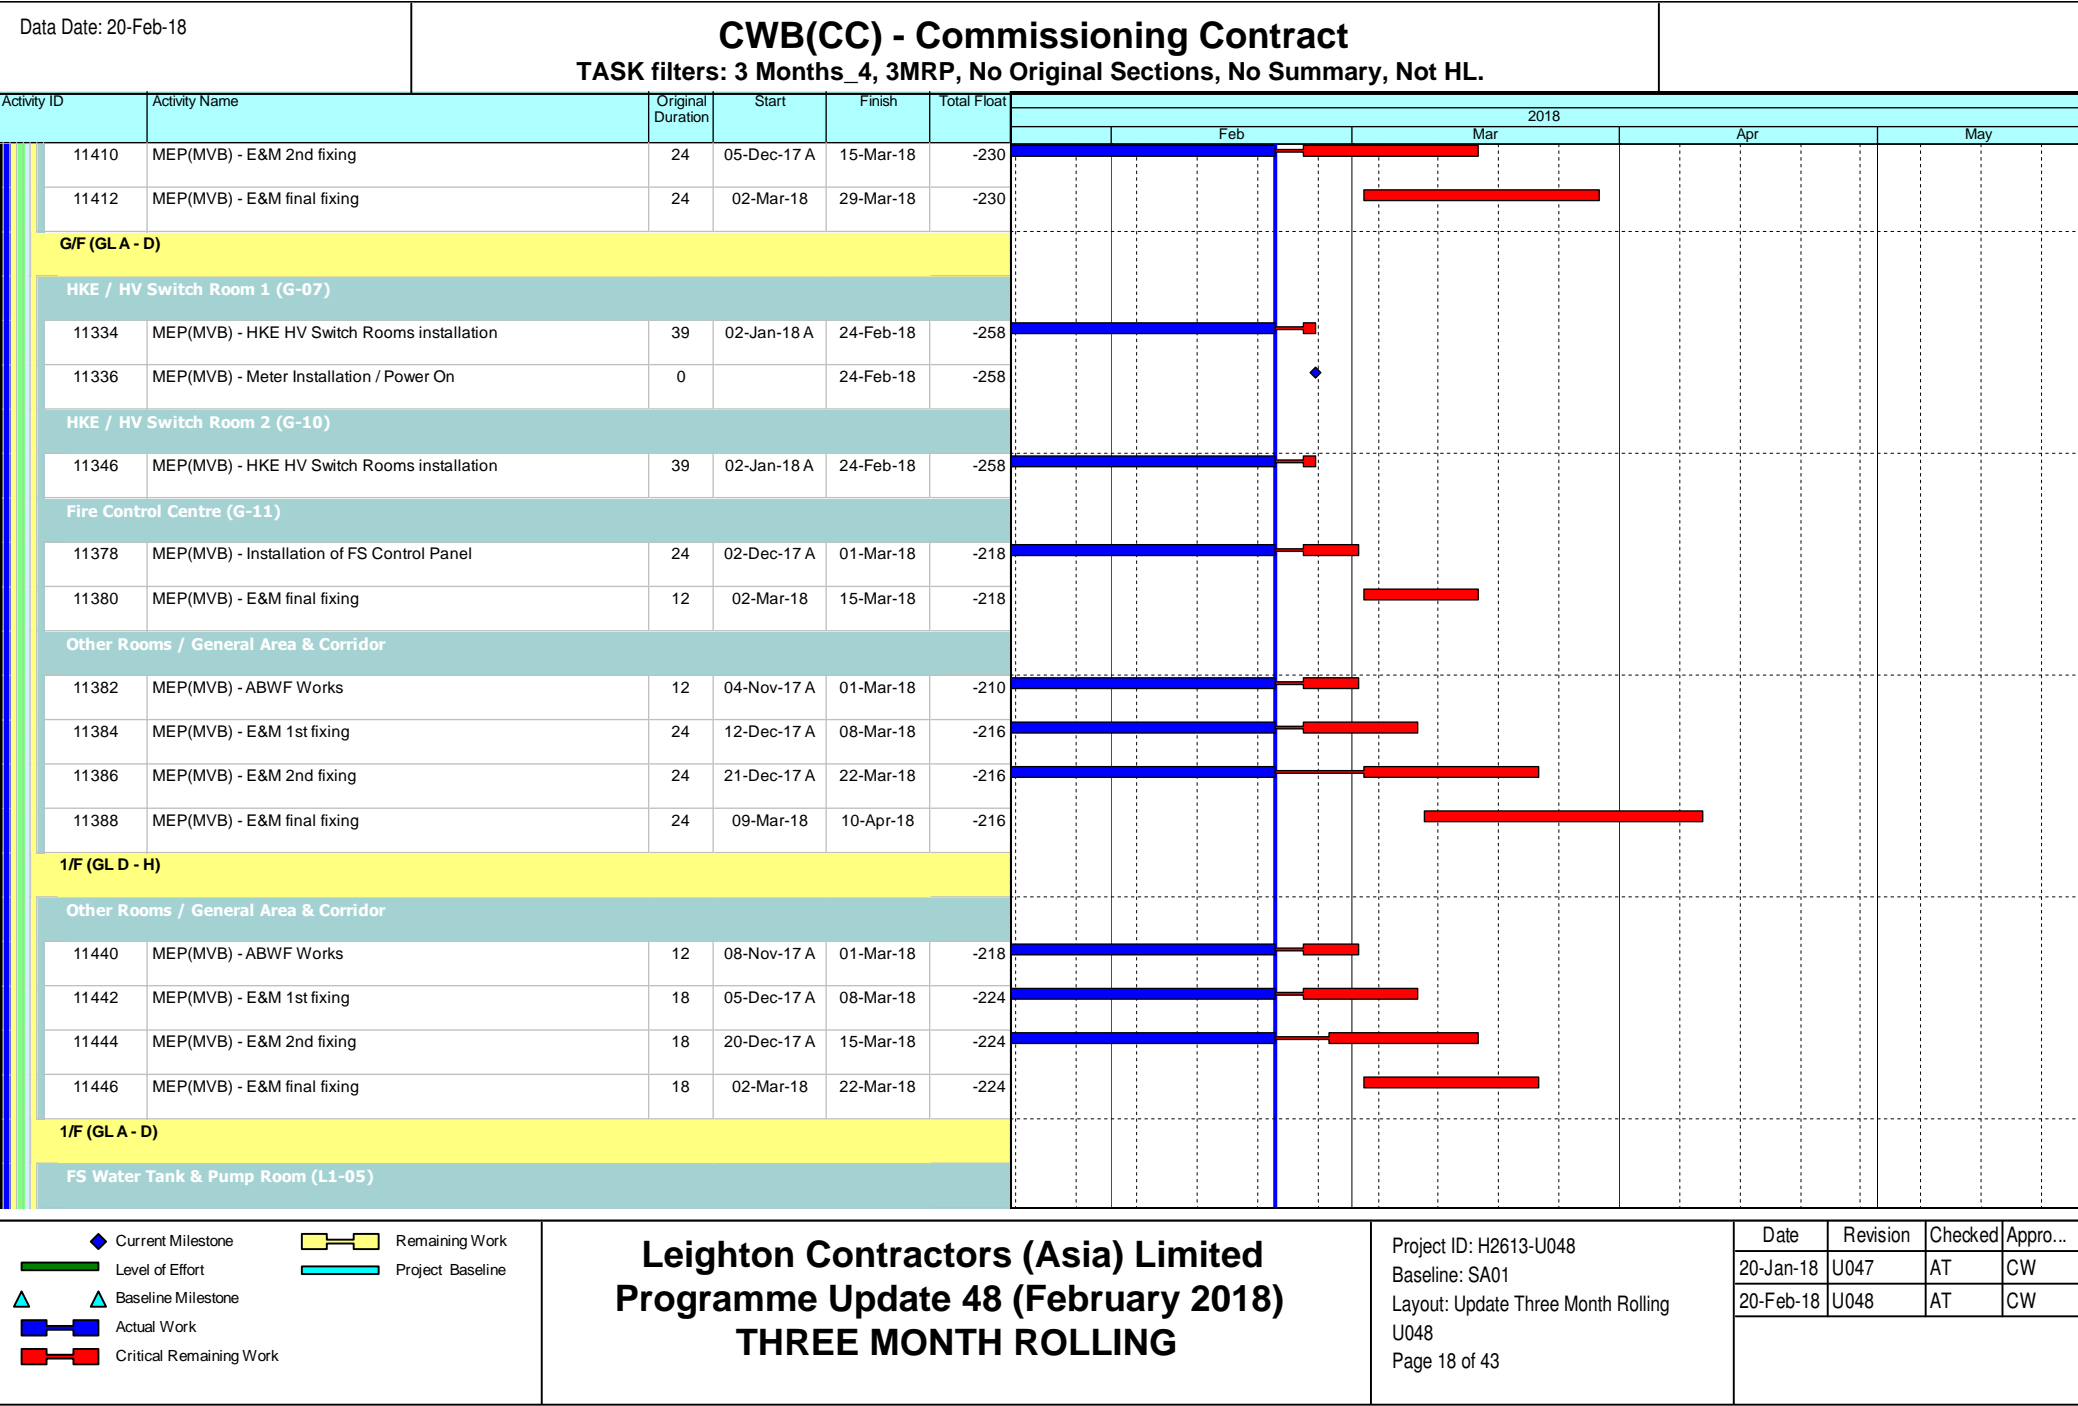 Data Date: 20-Feb-18
CWB(CC) - Commissioning Contract
TASK filters: 3 Months_4, 3MRP, No Original Sections, No Summary, Not HL.
Activity ID Activity Name Original Duration Start Finish Total Float
2018
Feb Mar Apr May
11410 MEP(MVB) - E&M 2nd fixing 24 05-Dec-17 A 15-Mar-18 -230
11412 MEP(MVB) - E&M final fixing 24 02-Mar-18 29-Mar-18 -230
G/F (GL A - D)
HKE / HV Switch Room 1 (G-07)
11334 MEP(MVB) - HKE HV Switch Rooms installation 39 02-Jan-18 A 24-Feb-18 -258
11336 MEP(MVB) - Meter Installation / Power On 0 24-Feb-18 -258
HKE / HV Switch Room 2 (G-10)
11346 MEP(MVB) - HKE HV Switch Rooms installation 39 02-Jan-18 A 24-Feb-18 -258
Fire Control Centre (G-11)
11378 MEP(MVB) - Installation of FS Control Panel 24 02-Dec-17 A 01-Mar-18 -218
11380 MEP(MVB) - E&M final fixing 12 02-Mar-18 15-Mar-18 -218
Other Rooms / General Area & Corridor
11382 MEP(MVB) - ABWF Works 12 04-Nov-17 A 01-Mar-18 -210
11384 MEP(MVB) - E&M 1st fixing 24 12-Dec-17 A 08-Mar-18 -216
11386 MEP(MVB) - E&M 2nd fixing 24 21-Dec-17 A 22-Mar-18 -216
11388 MEP(MVB) - E&M final fixing 24 09-Mar-18 10-Apr-18 -216
1/F (GL D - H)
Other Rooms / General Area & Corridor
11440 MEP(MVB) - ABWF Works 12 08-Nov-17 A 01-Mar-18 -218
11442 MEP(MVB) - E&M 1st fixing 18 05-Dec-17 A 08-Mar-18 -224
11444 MEP(MVB) - E&M 2nd fixing 18 20-Dec-17 A 15-Mar-18 -224
11446 MEP(MVB) - E&M final fixing 18 02-Mar-18 22-Mar-18 -224
1/F (GL A - D)
FS Water Tank & Pump Room (L1-05)
Current Milestone Remaining Work
Level of Effort Project Baseline
Baseline Milestone
Actual Work
Critical Remaining Work
Leighton Contractors (Asia) Limited
Programme Update 48 (February 2018)
THREE MONTH ROLLING
Project ID: H2613-U048
Baseline: SA01
Layout: Update Three Month Rolling
U048
Page 18 of 43
Date Revision Checked Appro...
20-Jan-18 U047 AT CW
20-Feb-18 U048 AT CW